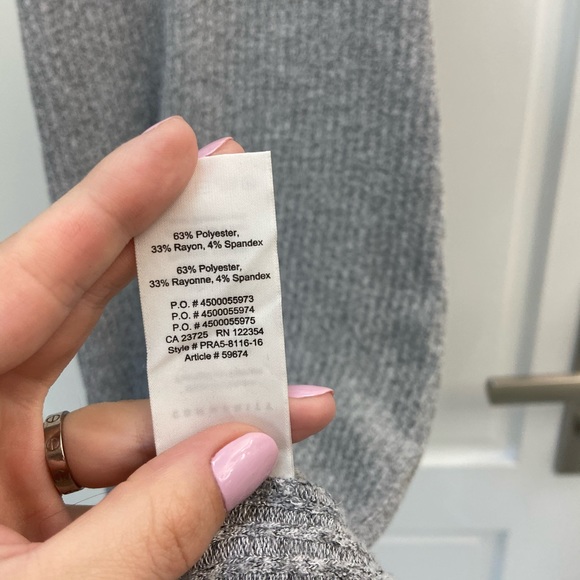 63% Polyester,
33% Rayon, 4% Spandex
63% Polyester,
33% Rayonne, 4% Spandex
P.O. # 4500055973
P.O. # 4500055974
P.O. # 4500055975
CA 23725 RN 122354
Style # PRA5-8116-16
Article # 59674